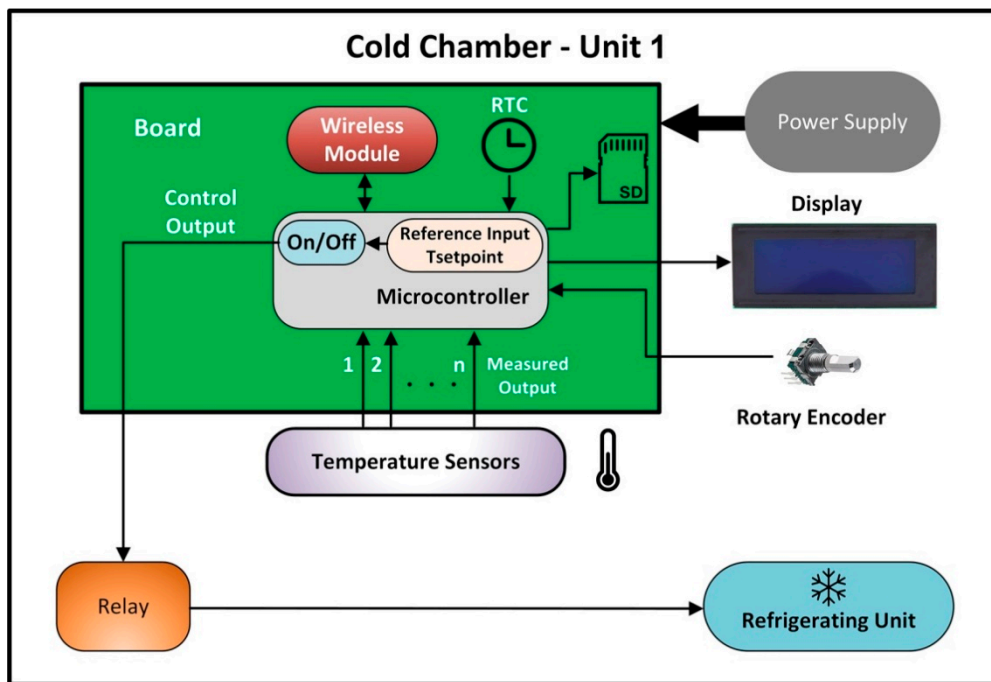 Cold Chamber - Unit 1
Board
Wireless
Module
RTC
SD
Power Supply
Control
Output
On/Off
Reference Input
Tsetpoint
Microcontroller
Display
1
2
. . .
n
Measured
Output
Rotary Encoder
Temperature Sensors
Relay
Refrigerating Unit